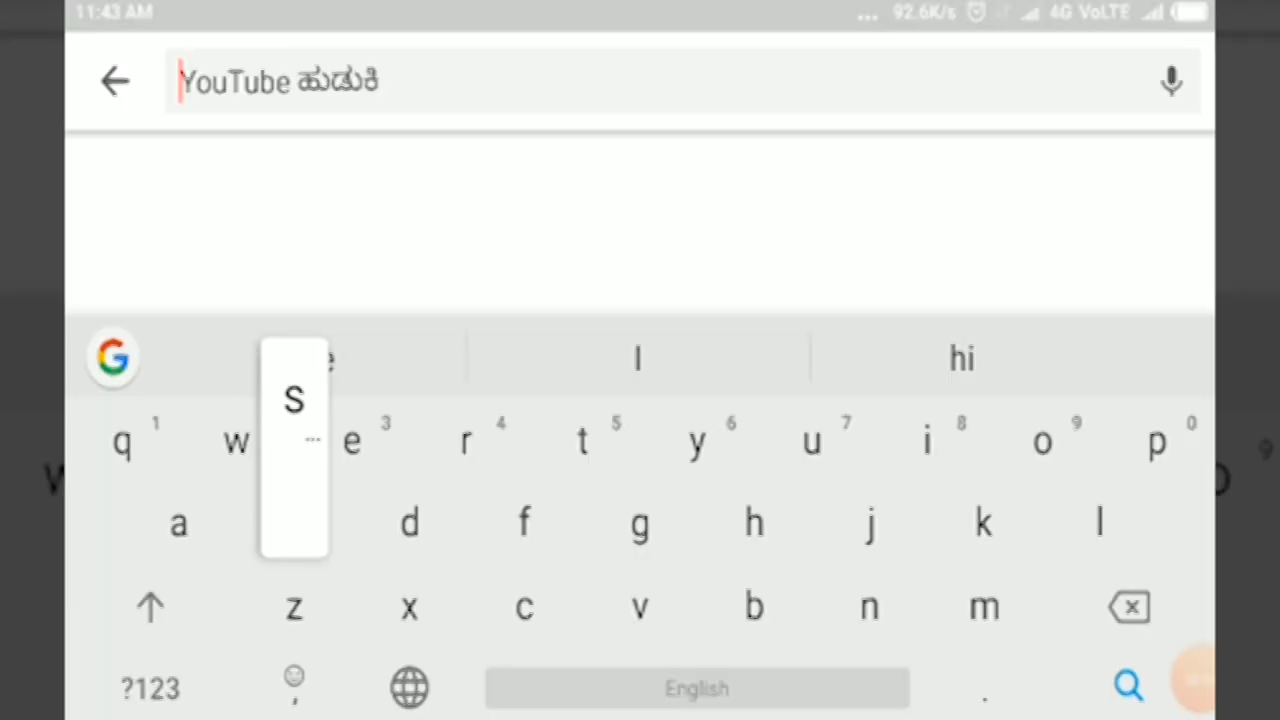 11:43 AM ... 92.6K/s 4G VoLTE
YouTube ಹುಡುಕಿ
I hi
S
q 1 w e 3 r 4 t 5 y 6 u 7 i 8 o 9 p 0
a d f g h j k l
z x c v b n m
?123 , English .